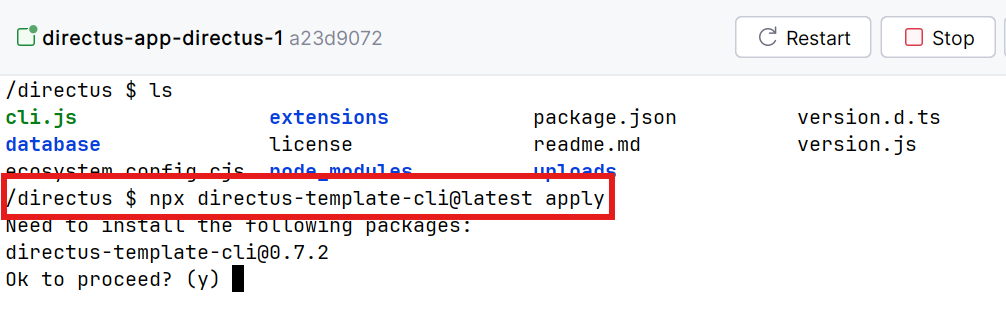 directus-app-directus-1 a23d9072 Restart Stop
/directus $ ls
cli.js extensions package.json version.d.ts
database license readme.md version.js
ecosystem.config.cjs node_modules uploads
/directus $ npx directus-template-cli@latest apply
Need to install the following packages:
directus-template-cli@0.7.2
Ok to proceed? (y)